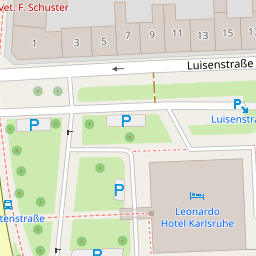 vet. F. Schuster
1 3 5 7 9 11 13 15 17
Luisenstraße
P
Luisenstra
P P
P
Leonardo
Hotel Karlsruhe
tenstraße